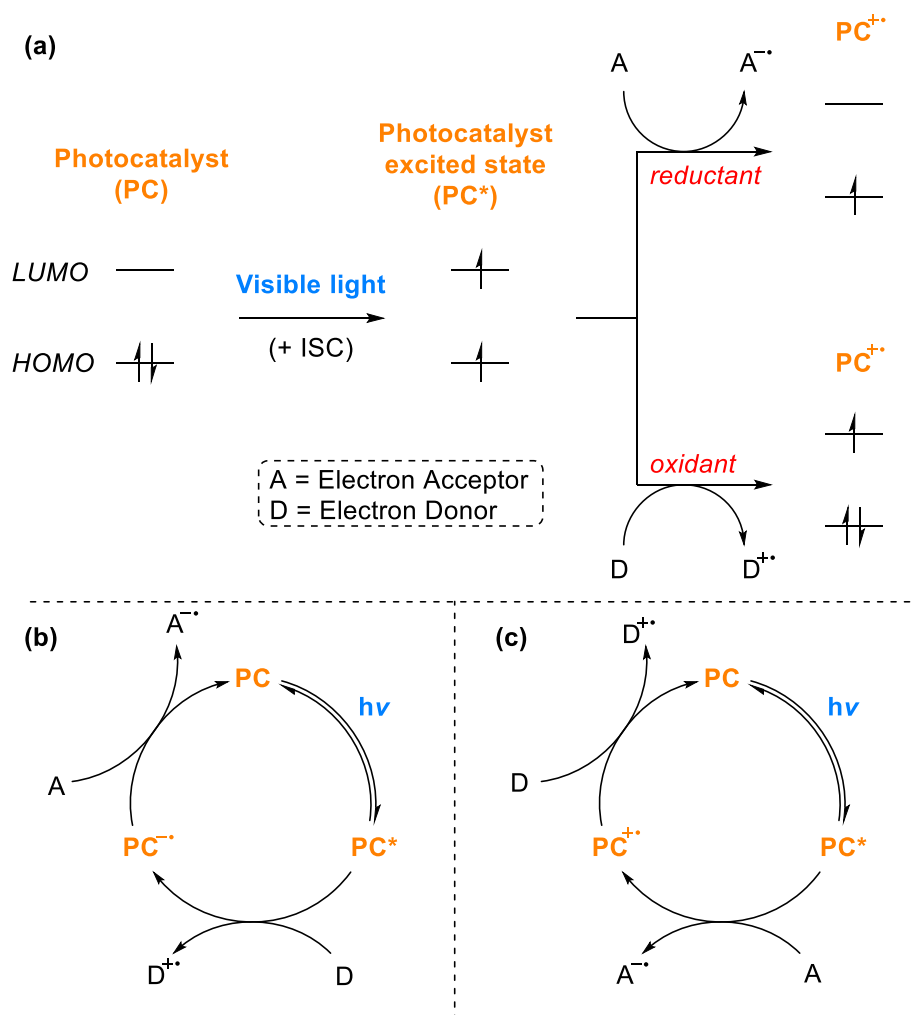 (a)
PC+•
A
A−•
Photocatalyst
(PC)
Photocatalyst
excited state
(PC*)
reductant
LUMO
Visible light
(+ ISC)
HOMO
PC+•
oxidant
A = Electron Acceptor
D = Electron Donor
D
D+•
(b)
A−•
PC
hν
A
PC−•
PC*
D+•
D
(c)
D+•
PC
hν
D
PC+•
PC*
A−•
A